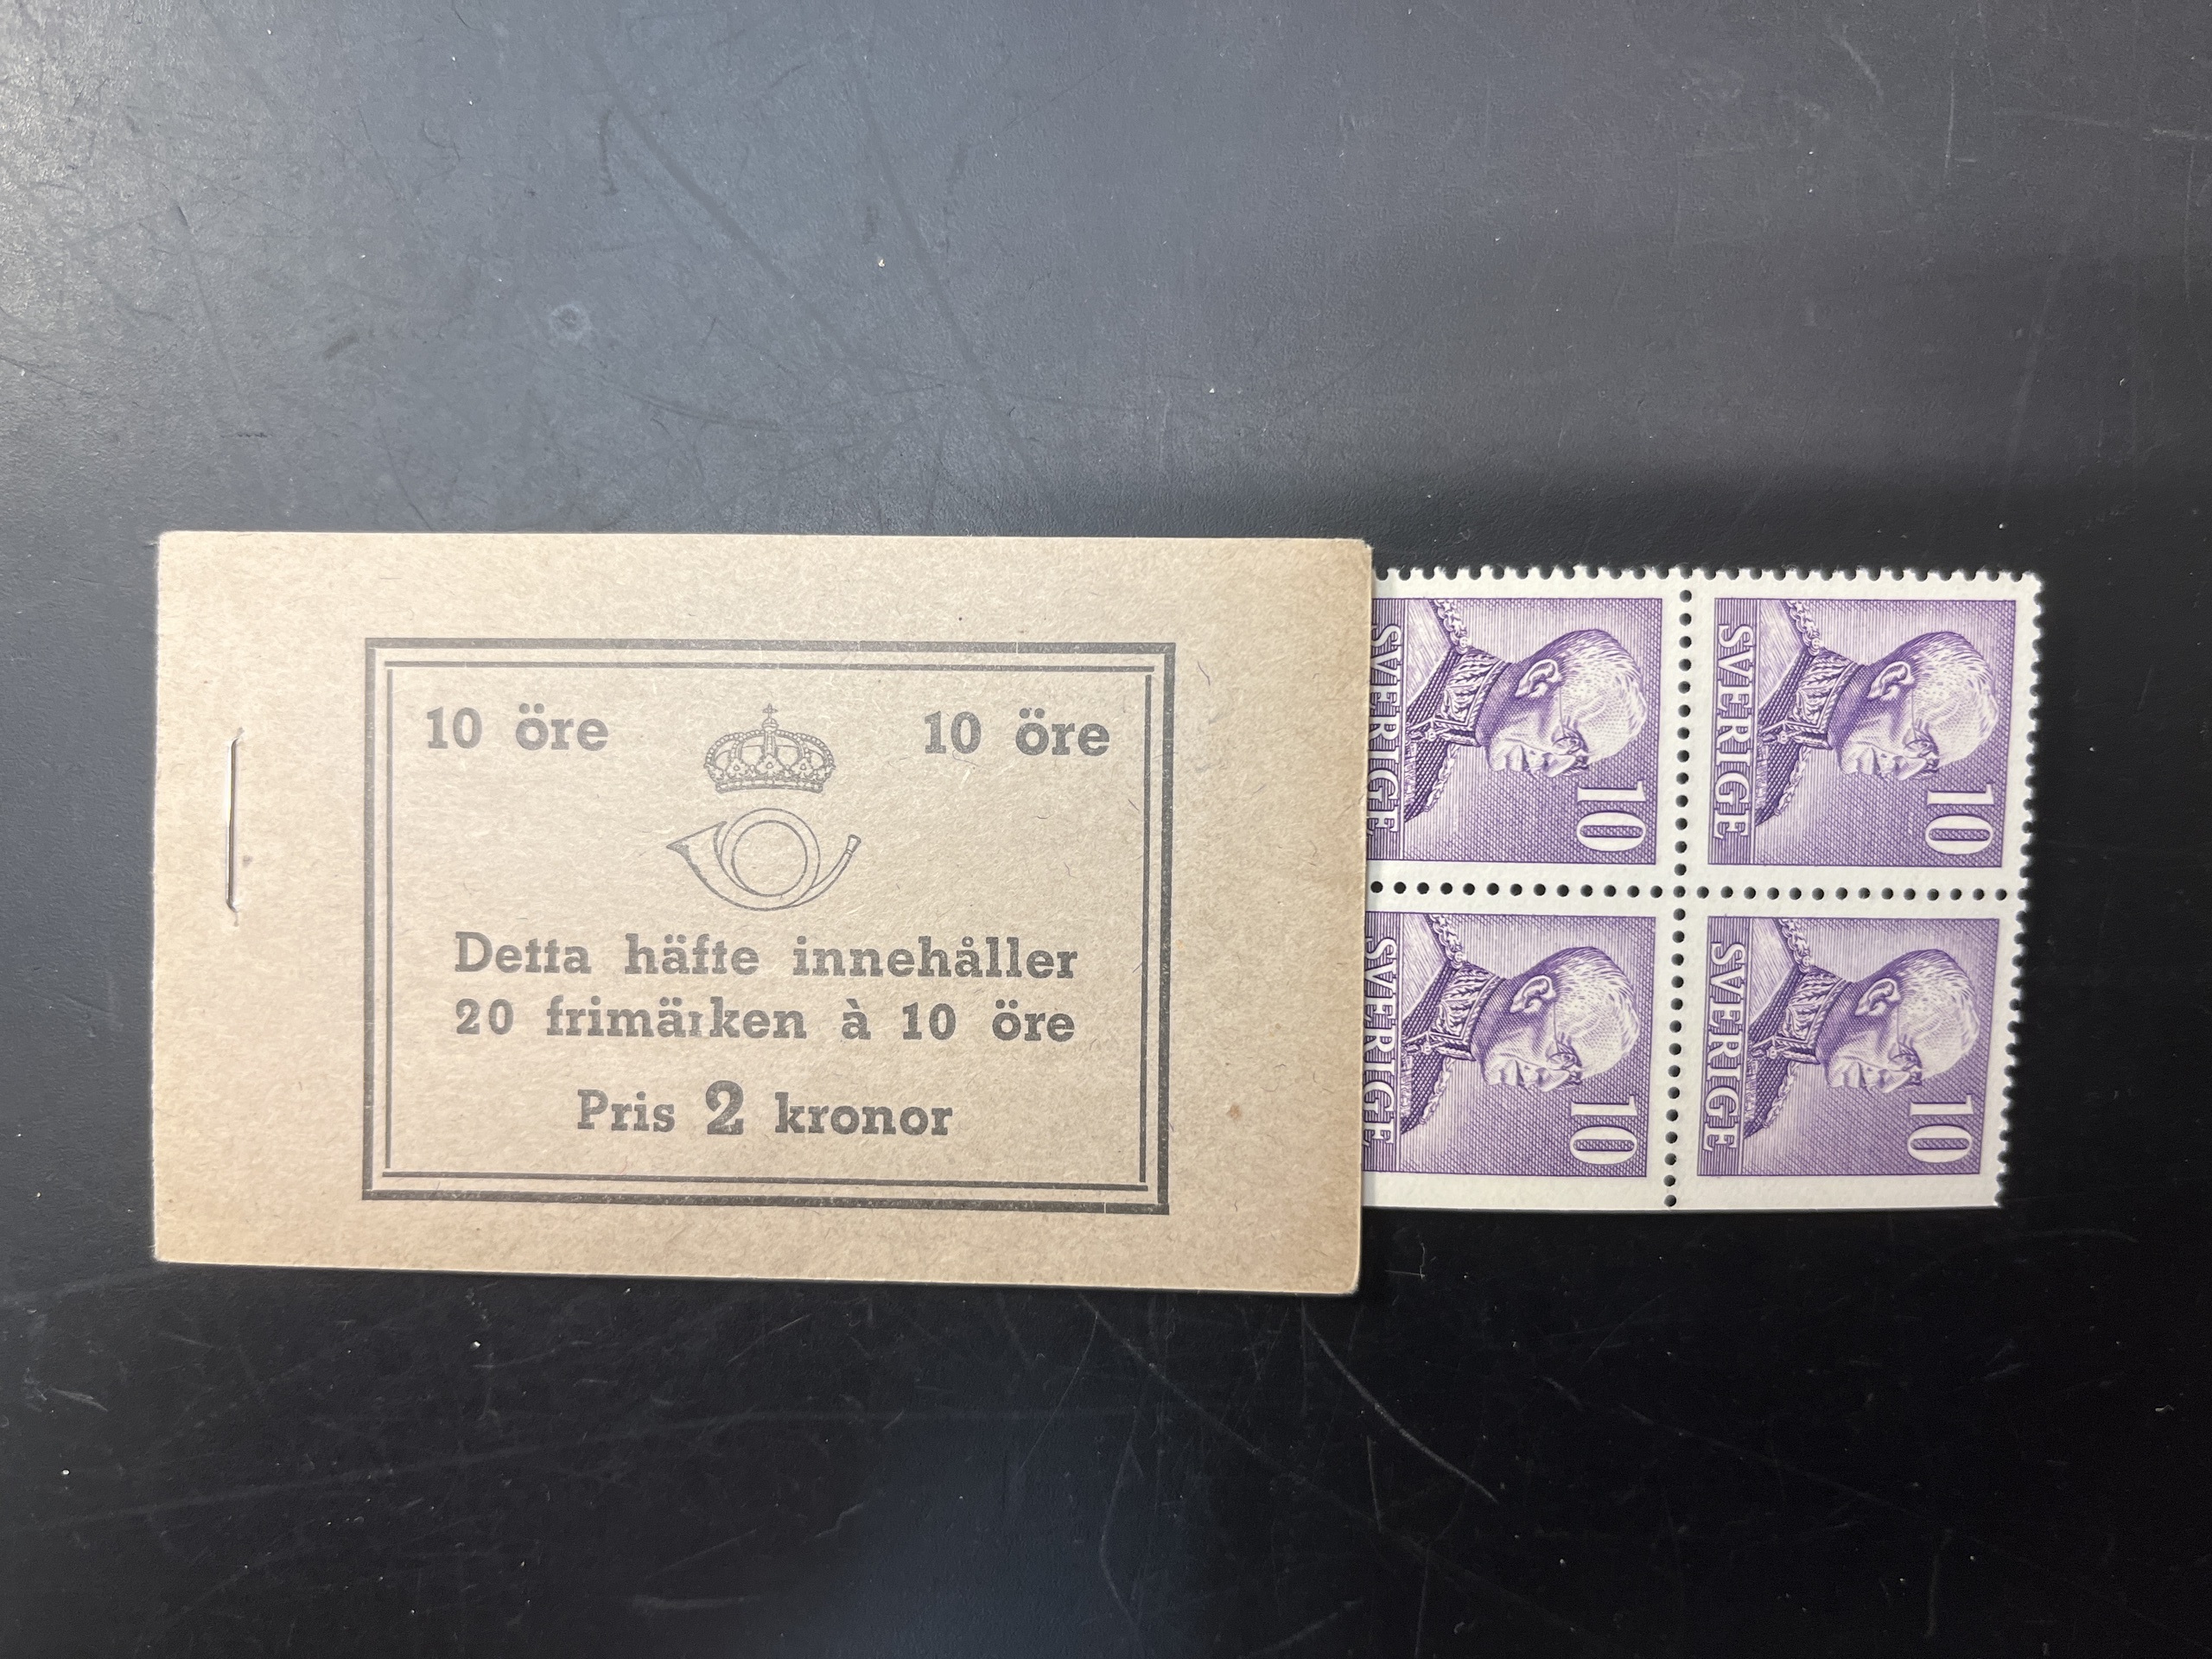 10 öre 10 öre
Detta häfte innehåller
20 frimärken à 10 öre
Pris 2 kronor
SVERIGE 10
SVERIGE 10
SVERIGE 10
SVERIGE 10